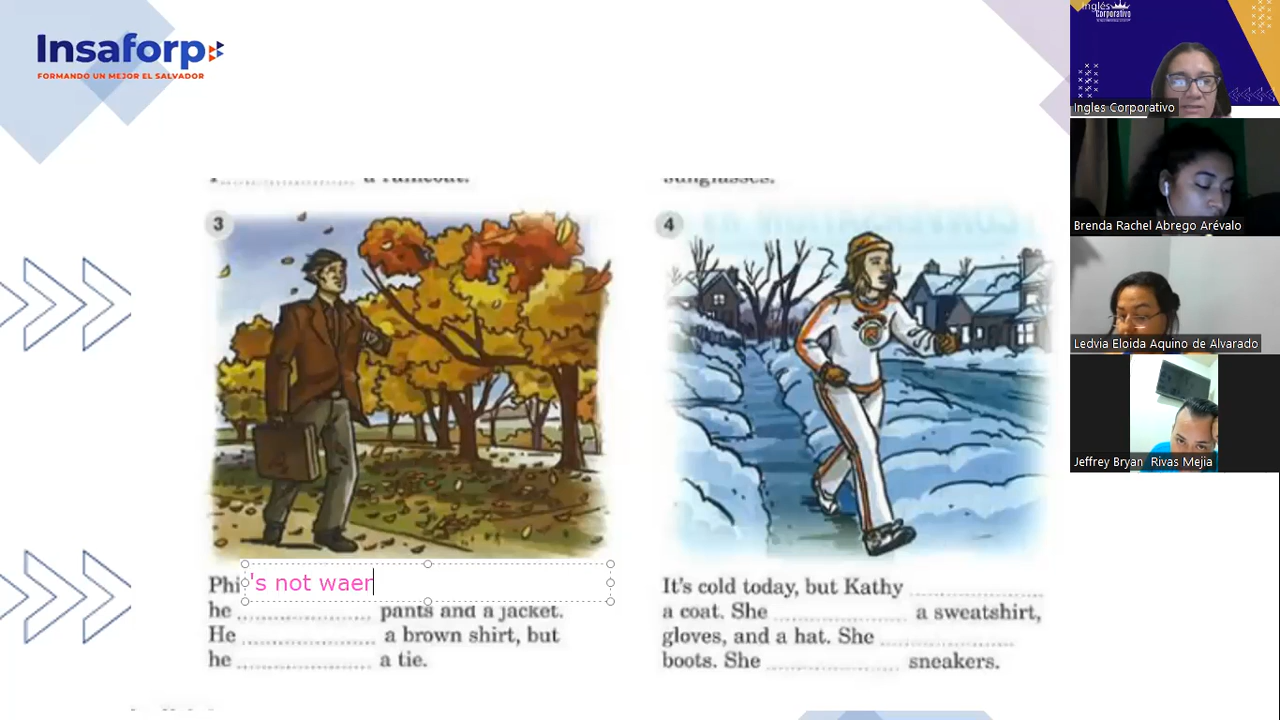 Insaforp
FORMANDO UN MEJOR EL SALVADOR
a raincoat.
sunglasses.
3
4
Phi 's not waer
he ............ pants and a jacket.
He ............ a brown shirt, but
he ............ a tie.
It's cold today, but Kathy ............
a coat. She ............ a sweatshirt,
gloves, and a hat. She ............
boots. She ............ sneakers.
Inglés
corporativo
Ingles Corporativo
Brenda Rachel Abrego Arévalo
Ledvia Eloida Aquino de Alvarado
Jeffrey Bryan Rivas Mejia